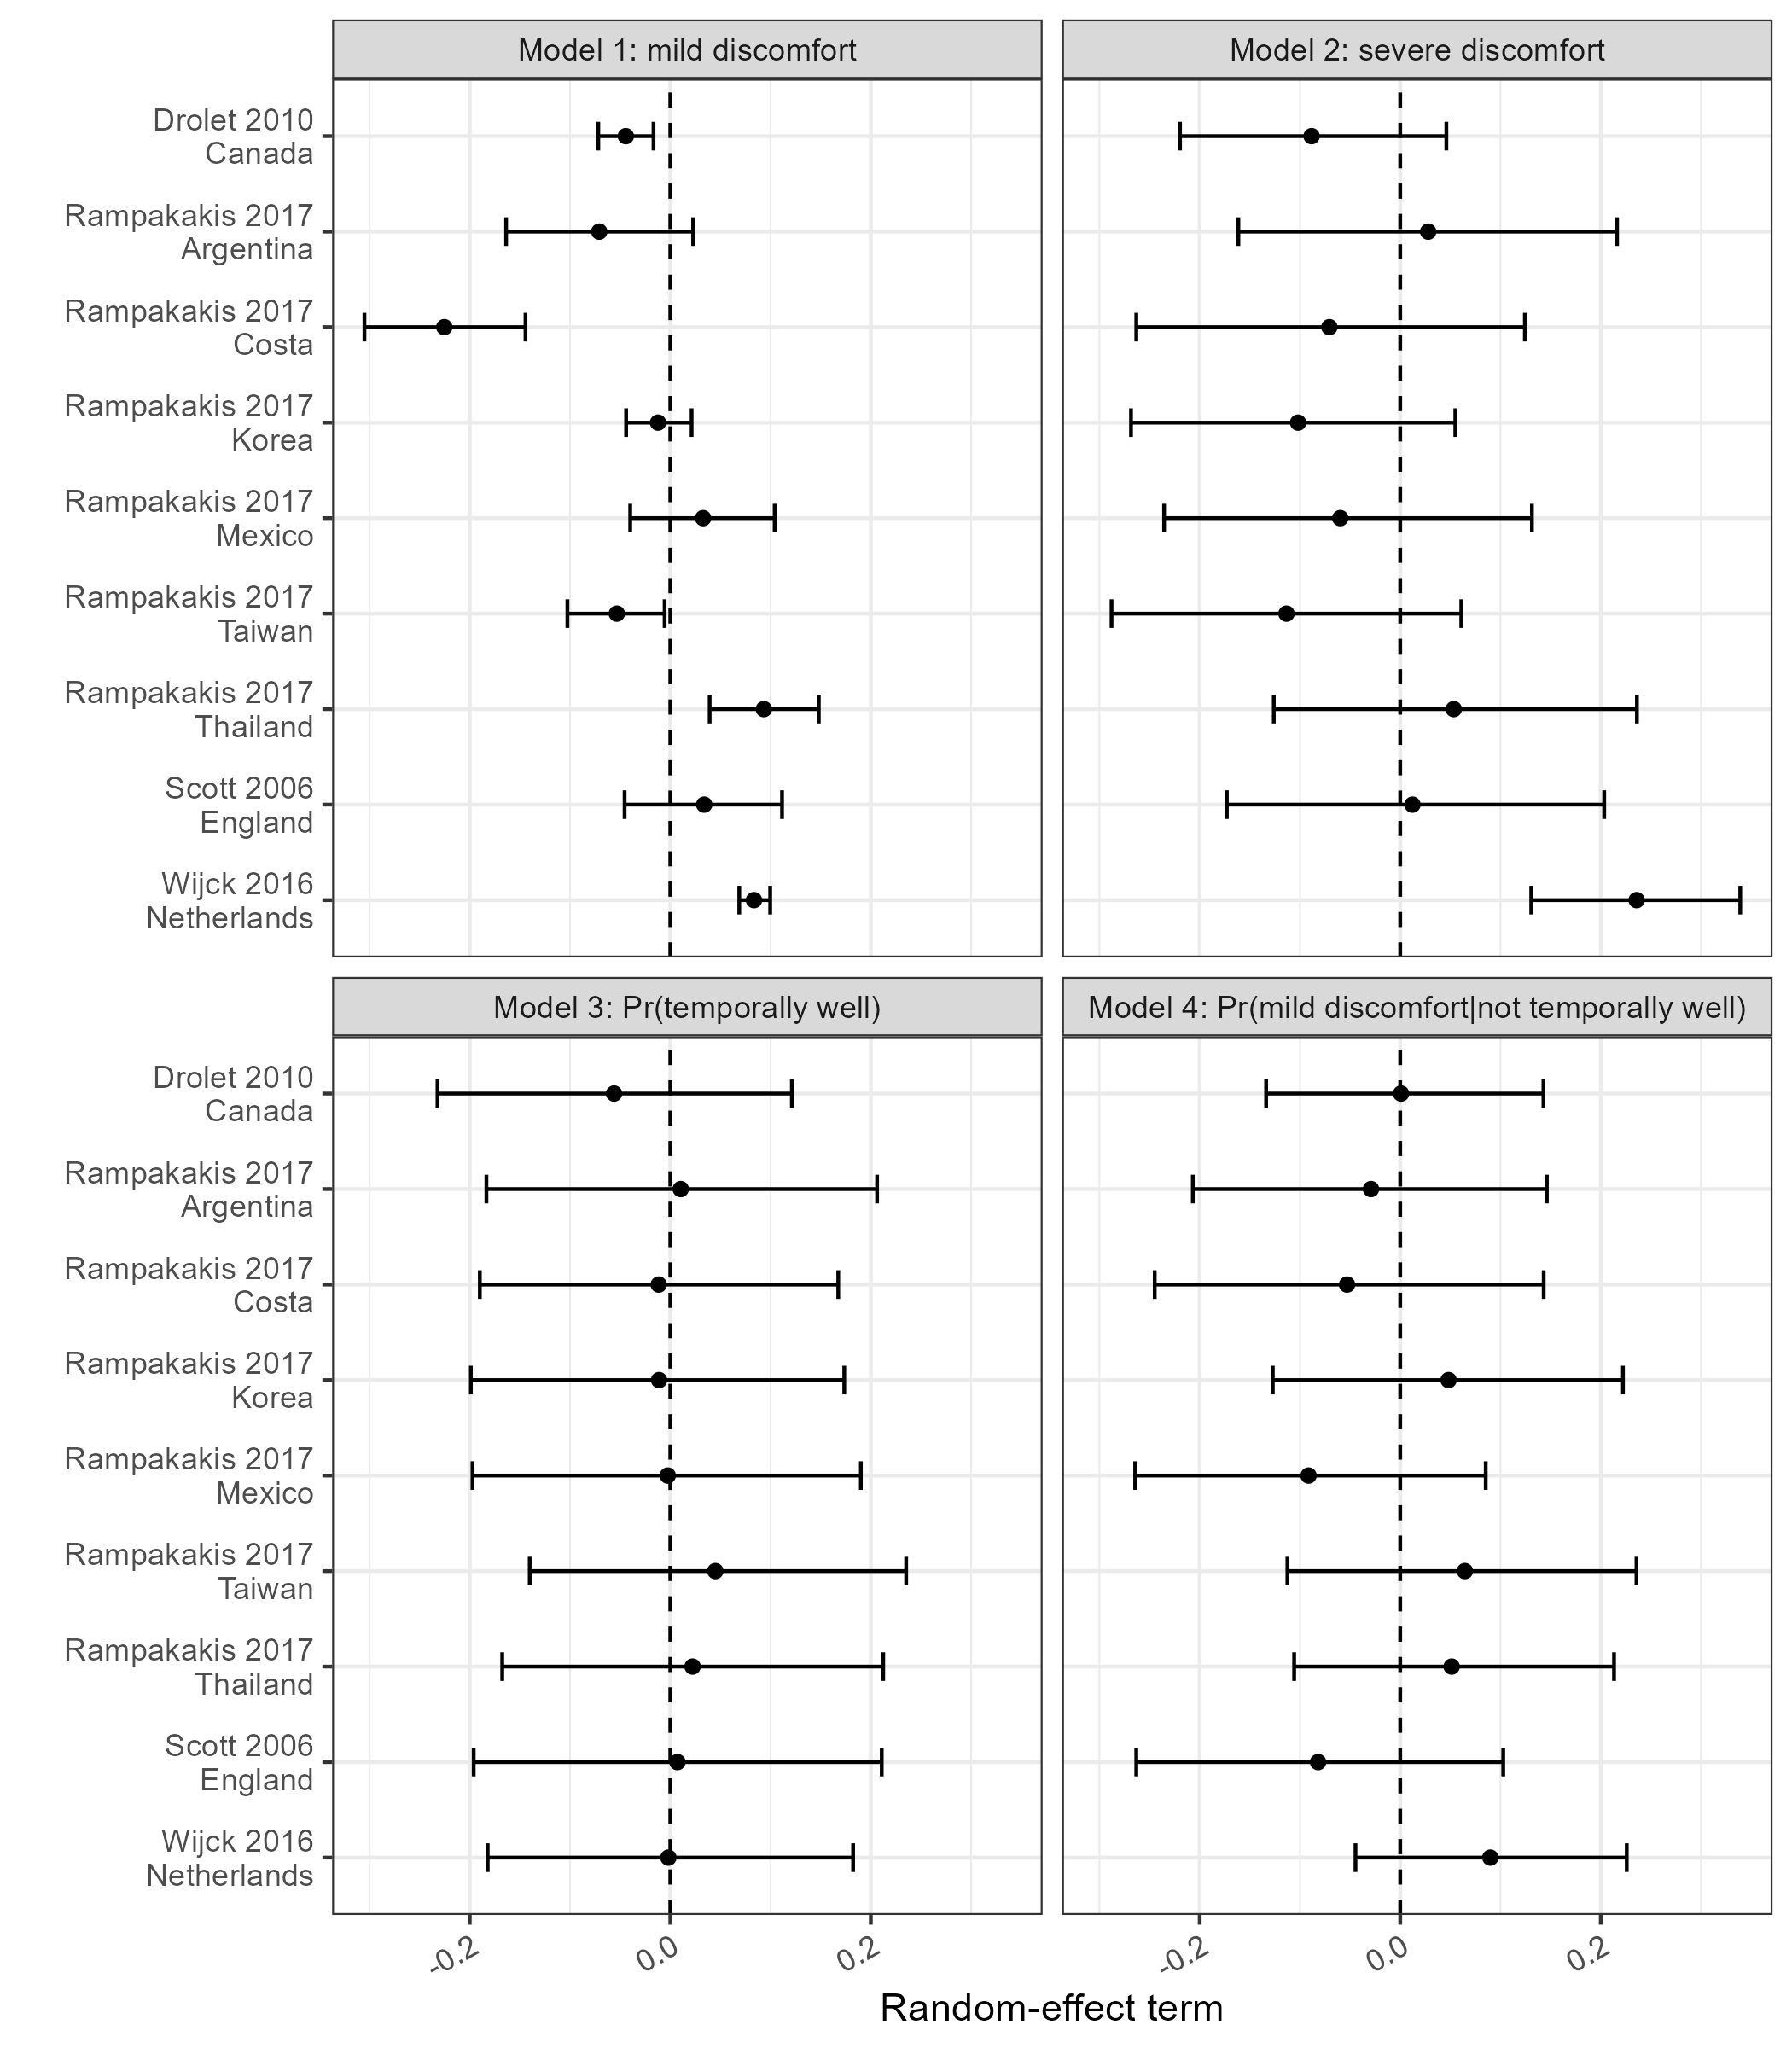 Model 1: mild discomfort
Model 2: severe discomfort
Drolet 2010
Canada
Rampakakis 2017
Argentina
Rampakakis 2017
Costa
Rampakakis 2017
Korea
Rampakakis 2017
Mexico
Rampakakis 2017
Taiwan
Rampakakis 2017
Thailand
Scott 2006
England
Wijck 2016
Netherlands
Model 3: Pr(temporally well)
Model 4: Pr(mild discomfort|not temporally well)
Drolet 2010
Canada
Rampakakis 2017
Argentina
Rampakakis 2017
Costa
Rampakakis 2017
Korea
Rampakakis 2017
Mexico
Rampakakis 2017
Taiwan
Rampakakis 2017
Thailand
Scott 2006
England
Wijck 2016
Netherlands
-0.2 0.0 0.2
-0.2 0.0 0.2
Random-effect term